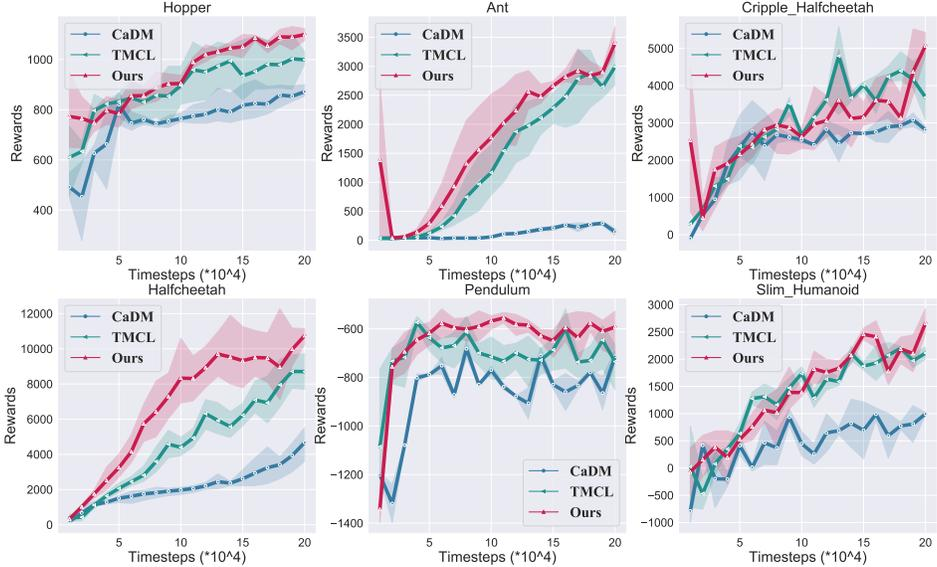 Hopper
CaDM
TMCL
Ours
1000
800
600
400
Rewards
5
10
15
20
Timesteps (*10^4)
Ant
CaDM
TMCL
Ours
3500
3000
2500
2000
1500
1000
500
0
Rewards
5
10
15
20
Timesteps (*10^4)
Cripple_Halfcheetah
CaDM
TMCL
Ours
5000
4000
3000
2000
1000
0
Rewards
5
10
15
20
Timesteps (*10^4)
Halfcheetah
CaDM
TMCL
Ours
12000
10000
8000
6000
4000
2000
0
Rewards
5
10
15
20
Timesteps (*10^4)
Pendulum
−600
−800
−1000
−1200
−1400
Rewards
CaDM
TMCL
Ours
5
10
15
20
Timesteps (*10^4)
Slim_Humanoid
CaDM
TMCL
Ours
3000
2500
2000
1500
1000
500
0
−500
−1000
Rewards
5
10
15
20
Timesteps (*10^4)